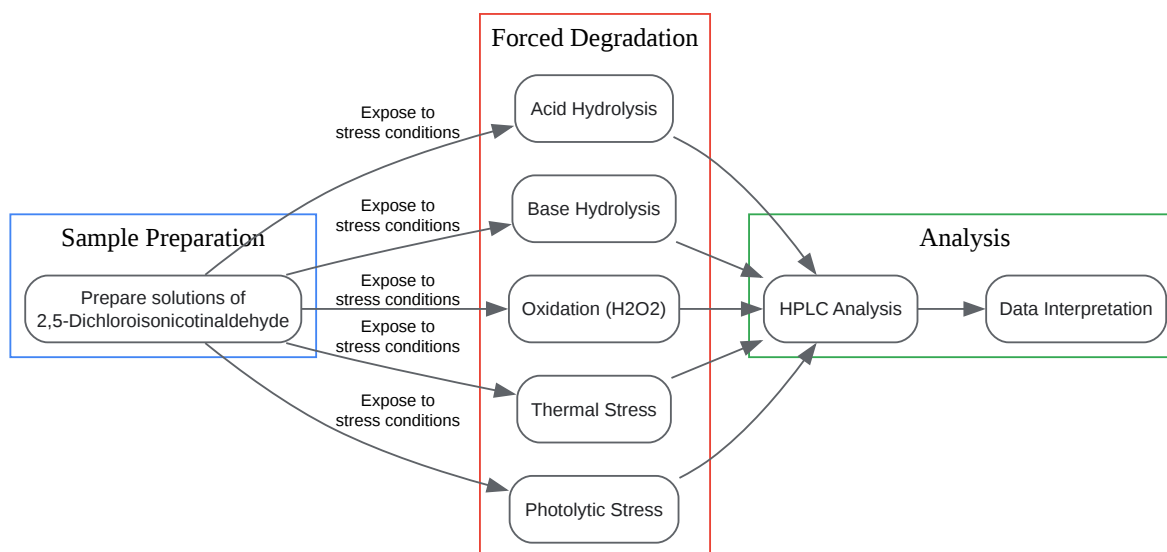 Forced Degradation
Acid Hydrolysis
Expose to
stress conditions
Base Hydrolysis
Expose to
stress conditions
Sample Preparation
Analysis
Prepare solutions of
2,5-Dichloroisonicotinaldehyde
Expose to
stress conditions
Oxidation (H2O2)
HPLC Analysis
Data Interpretation
Expose to
stress conditions
Thermal Stress
Expose to
stress conditions
Photolytic Stress